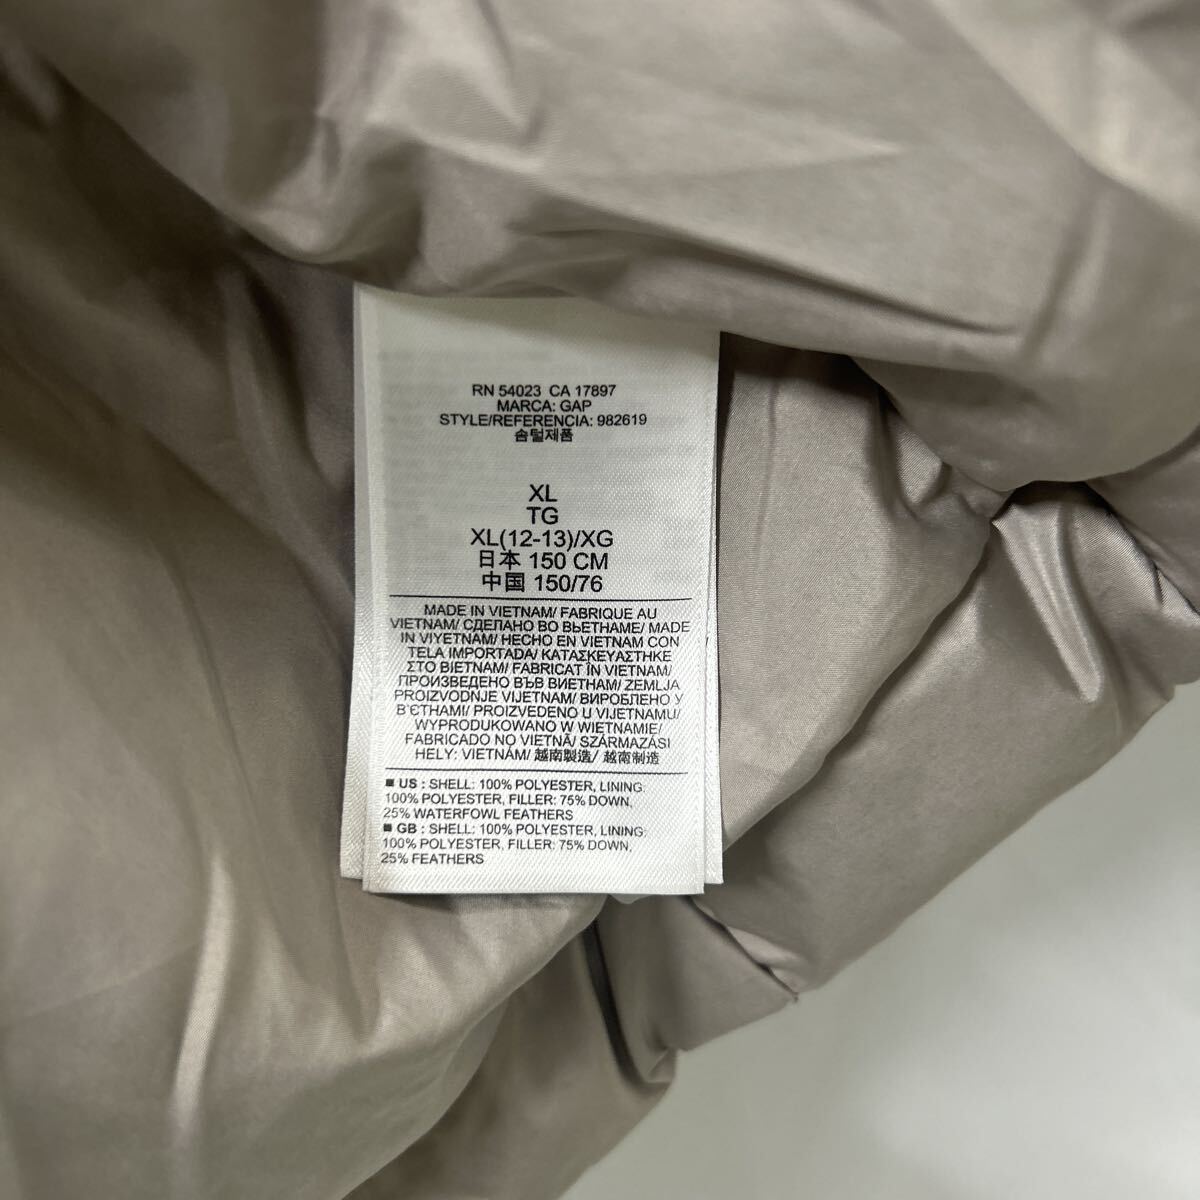 RN 54023 CA 17897
MARCA: GAP
STYLE/REFERENCIA: 982619
솜털제품
XL
TG
XL(12-13)/XG
日本 150 CM
中国 150/76
MADE IN VIETNAM/ FABRIQUE AU
VIETNAM/ СДЕЛАНО ВО ВЬЕТНАМЕ/ MADE
IN VIYETNAM/ HECHO EN VIETNAM CON
TELA IMPORTADA/ ΚΑΤΑΣΚΕΥΑΣΤΗΚΕ
ΣΤΟ ΒΙΕΤΝΑΜ/ FABRICAT ÎN VIETNAM/
ПРОИЗВЕДЕНО ВЪВ ВИЕТНАМ/ ZEMLJA
PROIZVODNJE VIJETNAM/ ВИРОБЛЕНО У
В'ЄТНАМІ/ PROIZVEDENO U VIJETNAMU/
WYPRODUKOWANO W WIETNAMIE/
FABRICADO NO VIETNÃ/ SZÁRMAZÁSI
HELY: VIETNÁM/ 越南製造/ 越南制造
■ US : SHELL: 100% POLYESTER, LINING:
100% POLYESTER, FILLER: 75% DOWN,
25% WATERFOWL FEATHERS
■ GB : SHELL: 100% POLYESTER, LINING:
100% POLYESTER, FILLER: 75% DOWN,
25% FEATHERS